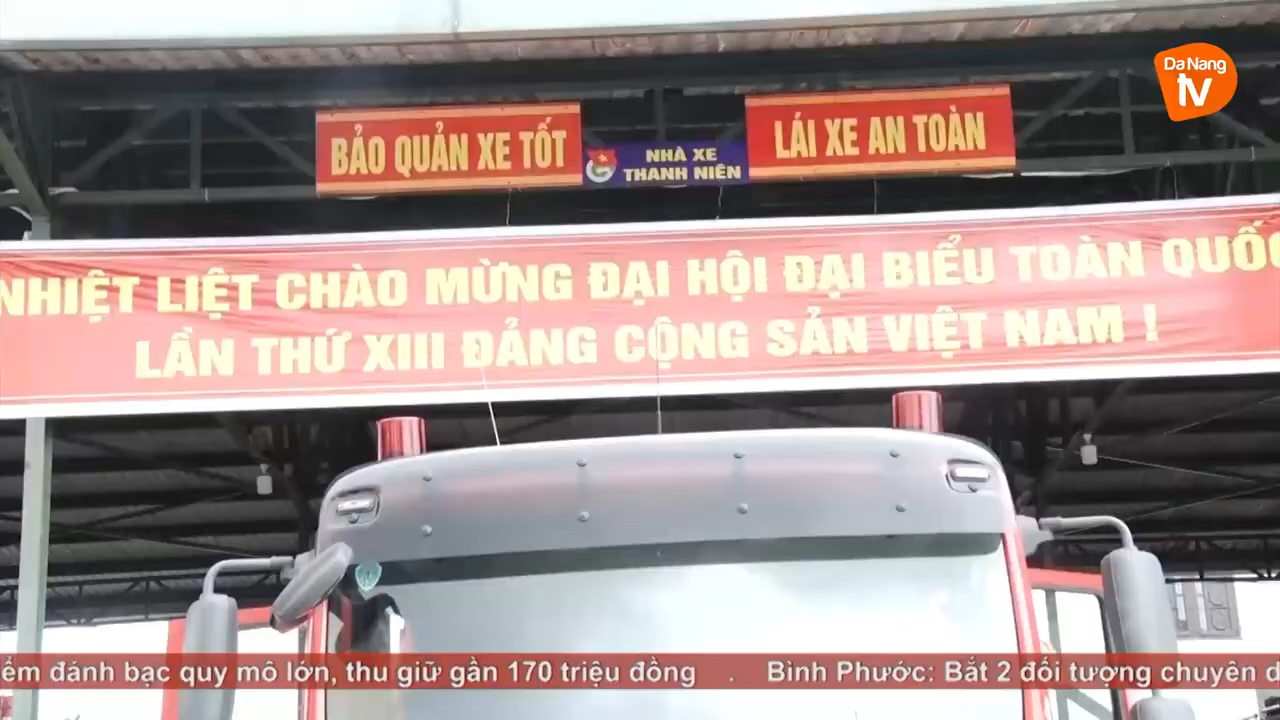 Da Nang
tv
BẢO QUẢN XE TỐT
NHÀ XE
THANH NIÊN
LÁI XE AN TOÀN
NHIỆT LIỆT CHÀO MỪNG ĐẠI HỘI ĐẠI BIỂU TOÀN QUỐC
LẦN THỨ XIII ĐẢNG CỘNG SẢN VIỆT NAM !
ểm đánh bạc quy mô lớn, thu giữ gần 170 triệu đồng . Bình Phước: Bắt 2 đối tượng chuyên d